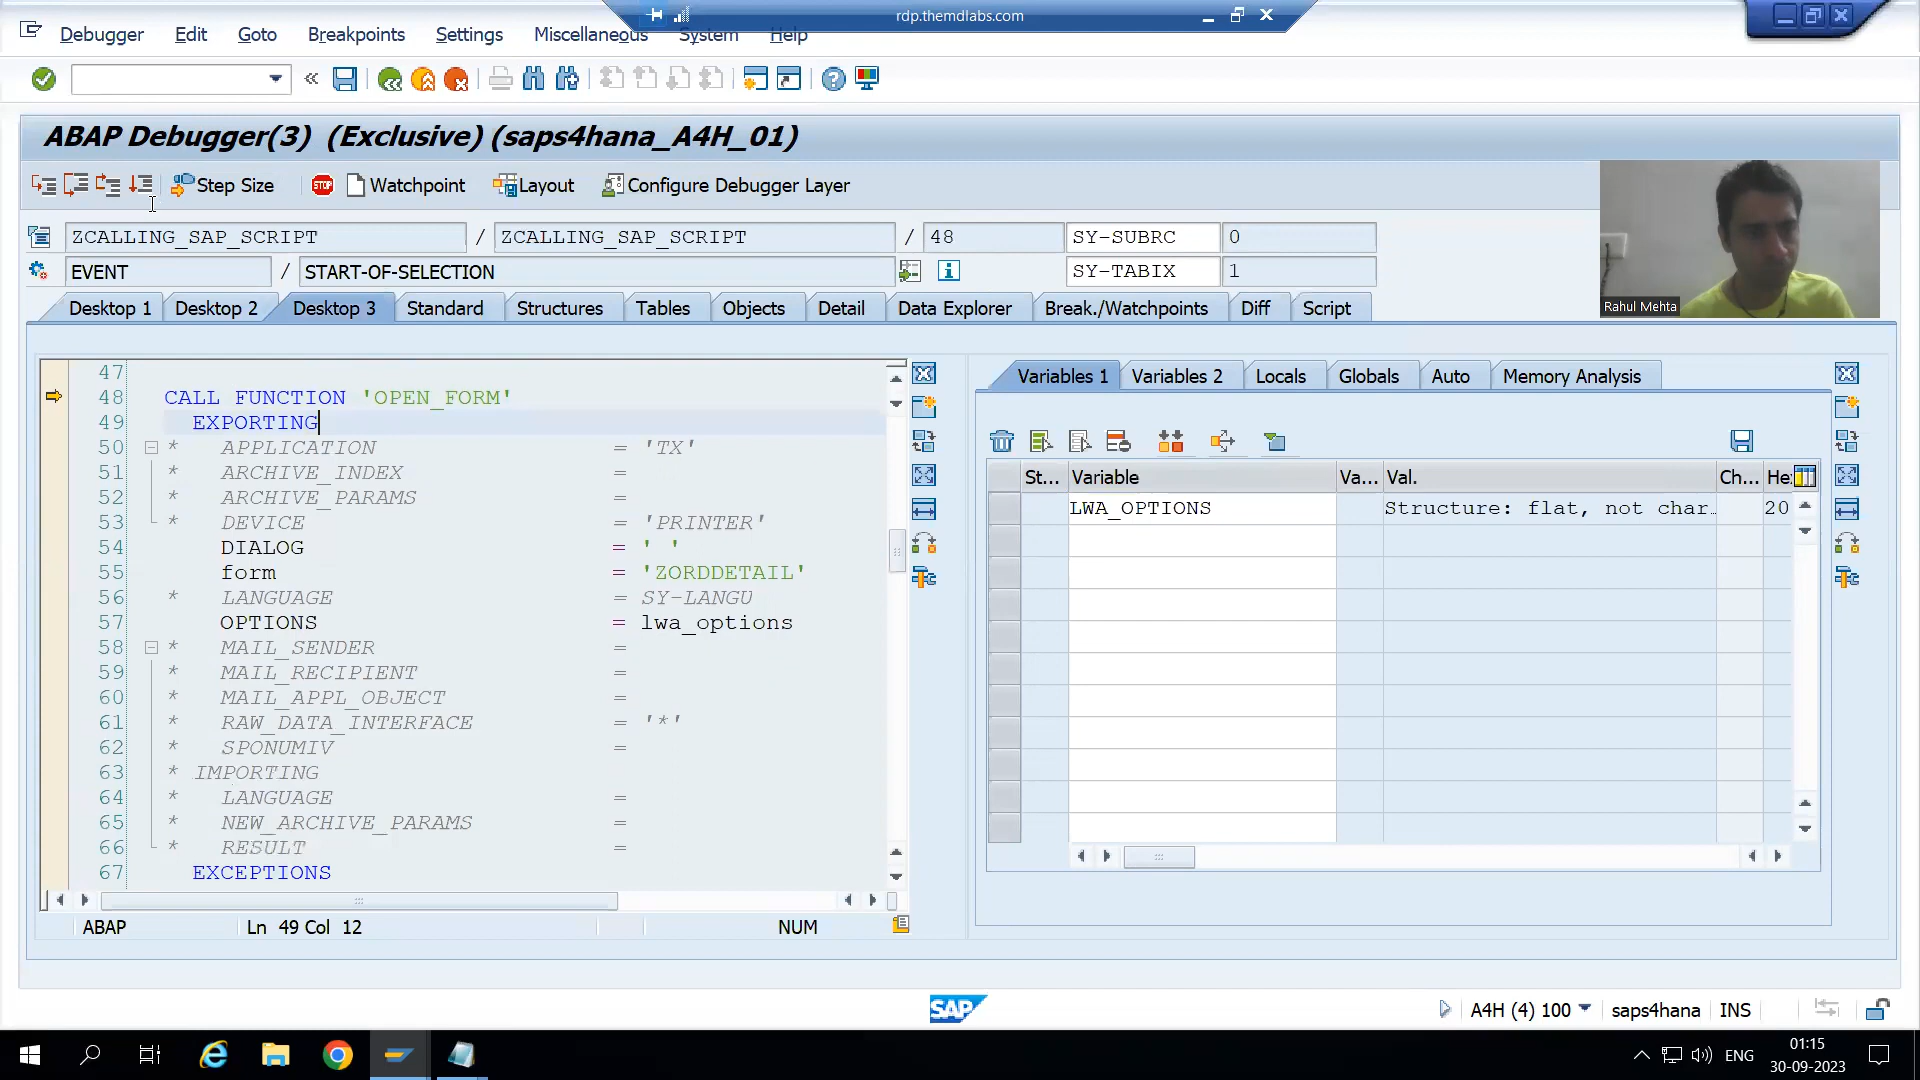 rdp.themdlabs.com
Debugger Edit Goto Breakpoints Settings Miscellaneous System Help
ABAP Debugger(3) (Exclusive) (saps4hana_A4H_01)
Step Size STOP Watchpoint Layout Configure Debugger Layer
ZCALLING_SAP_SCRIPT / ZCALLING_SAP_SCRIPT / 48 SY-SUBRC 0
EVENT / START-OF-SELECTION SY-TABIX 1
Rahul Mehta
Desktop 1 Desktop 2 Desktop 3 Standard Structures Tables Objects Detail Data Explorer Break./Watchpoints Diff Script
47
48 CALL FUNCTION 'OPEN_FORM'
49 EXPORTING
50 * APPLICATION = 'TX'
51 * ARCHIVE_INDEX =
52 * ARCHIVE_PARAMS =
53 * DEVICE = 'PRINTER'
54 DIALOG = ' '
55 form = 'ZORDDETAIL'
56 * LANGUAGE = SY-LANGU
57 OPTIONS = lwa_options
58 * MAIL_SENDER =
59 * MAIL_RECIPIENT =
60 * MAIL_APPL_OBJECT =
61 * RAW_DATA_INTERFACE = '*'
62 * SPONUMIV =
63 * IMPORTING
64 * LANGUAGE =
65 * NEW_ARCHIVE_PARAMS =
66 * RESULT =
67 EXCEPTIONS
ABAP Ln 49 Col 12 NUM
Variables 1 Variables 2 Locals Globals Auto Memory Analysis
St... Variable Va... Val. Ch... He
LWA_OPTIONS Structure: flat, not char. 20
SAP
A4H (4) 100 saps4hana INS
ENG
01:15
30-09-2023